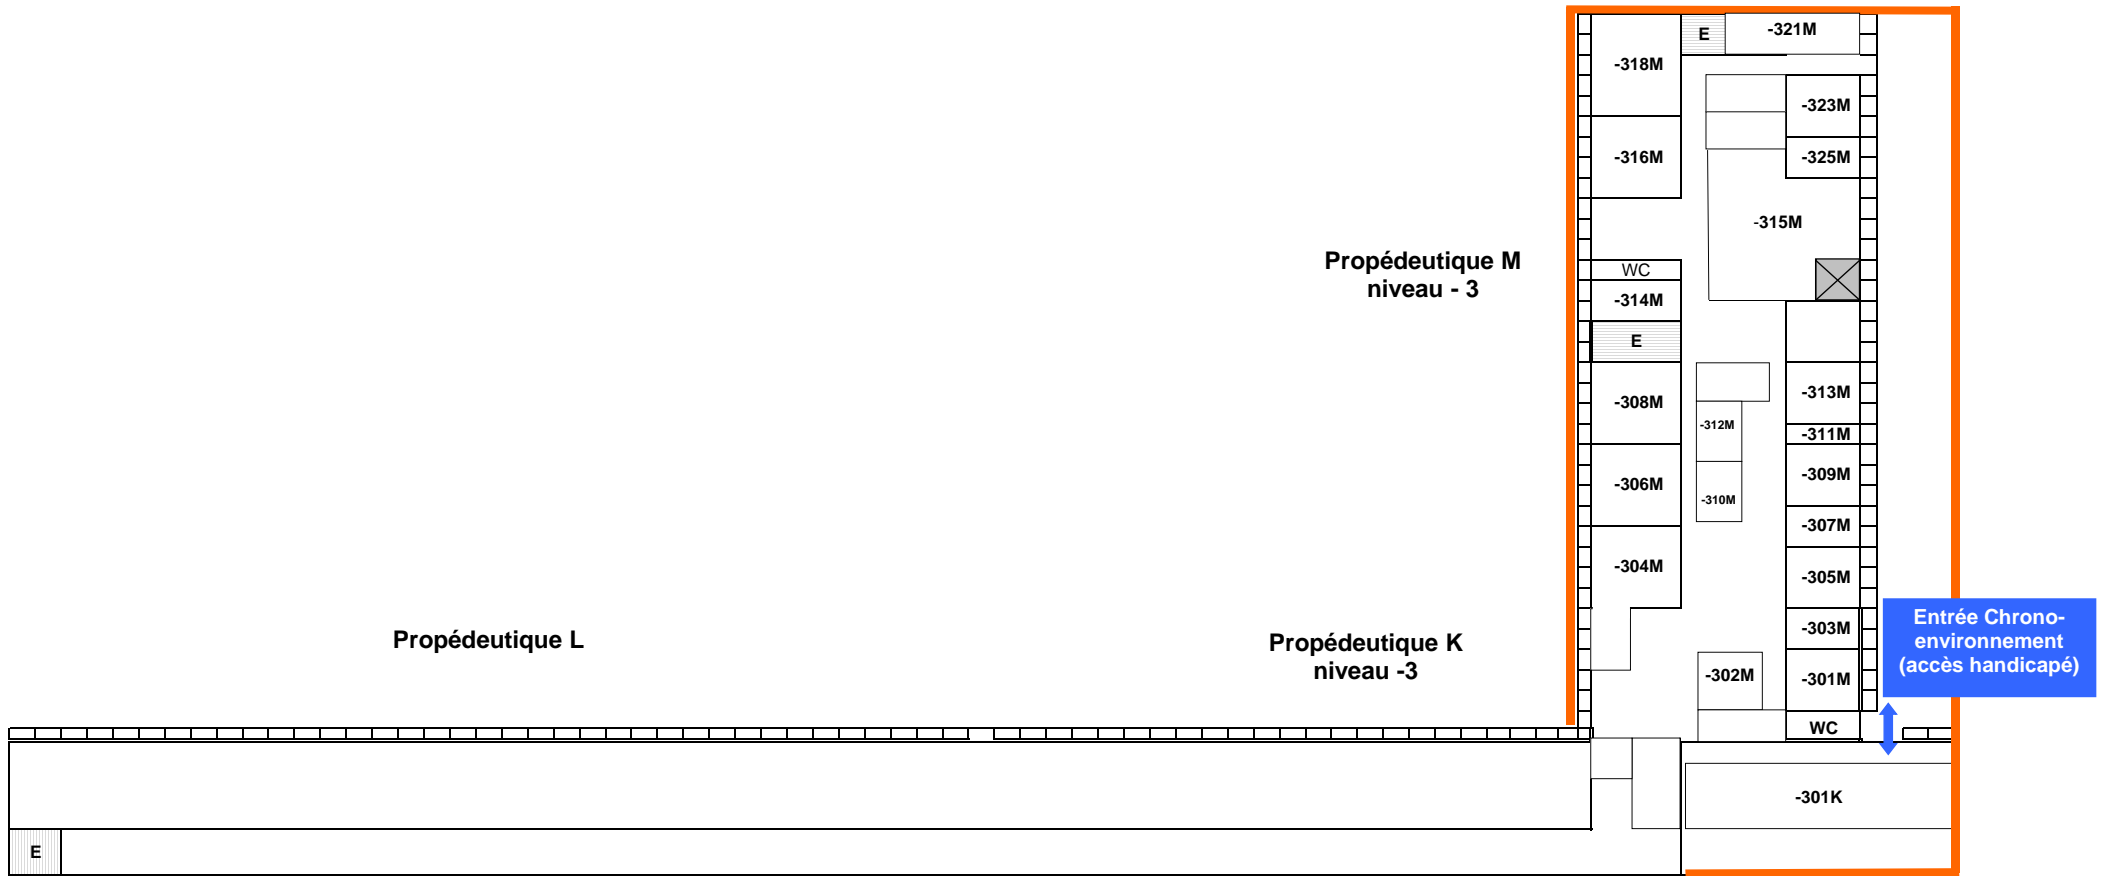 E
-321M
-318M
-323M
-316M
-325M
-315M
Propédeutique M
niveau - 3
WC
-314M
E
-308M
-313M
-312M
-311M
-306M
-309M
-310M
-307M
-304M
-305M
Entrée Chrono-
environnement
(accès handicapé)
-303M
Propédeutique L
Propédeutique K
niveau -3
-302M
-301M
WC
-301K
E